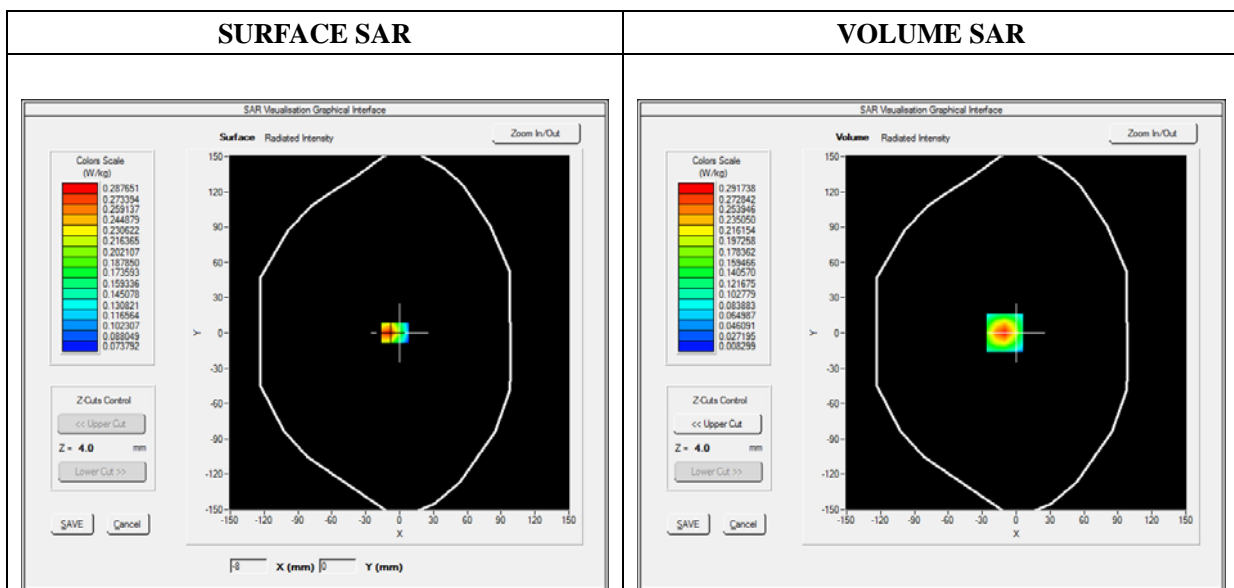 SURFACE SAR
VOLUME SAR
SAR Visualisation Graphical Interface
Surface Radiated Intensity
Zoom In/Out
Colors Scale
(W/kg)
0.287651
0.273394
0.259137
0.244879
0.230622
0.216365
0.202107
0.187850
0.173593
0.159336
0.145078
0.130821
0.116564
0.102307
0.088049
0.073792
Z-Cuts Control
<< Upper Cut
Z = 4.0 mm
Lower Cut >>
SAVE Cancel
150
120
90
60
30
0
-30
-60
-90
-120
-150
Y
-150 -120 -90 -60 -30 0 30 60 90 120 150
X
-8 X (mm) 0 Y (mm)
SAR Visualisation Graphical Interface
Volume Radiated Intensity
Zoom In/Out
Colors Scale
(W/kg)
0.291738
0.272842
0.253946
0.235050
0.216154
0.197258
0.178362
0.159466
0.140570
0.121675
0.102779
0.083883
0.064987
0.046091
0.027195
0.008299
Z-Cuts Control
<< Upper Cut
Z = 4.0 mm
Lower Cut >>
SAVE Cancel
150
120
90
60
30
0
-30
-60
-90
-120
-150
Y
-150 -120 -90 -60 -30 0 30 60 90 120 150
X